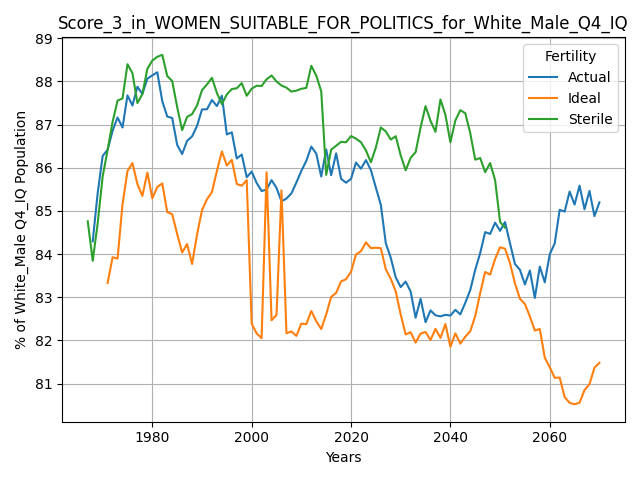 Score_3_in_WOMEN_SUITABLE_FOR_POLITICS_for_White_Male_Q4_IQ
% of White_Male Q4_IQ Population
89
88
87
86
85
84
83
82
81
Fertility
Actual
Ideal
Sterile
1980
2000
2020
2040
2060
Years